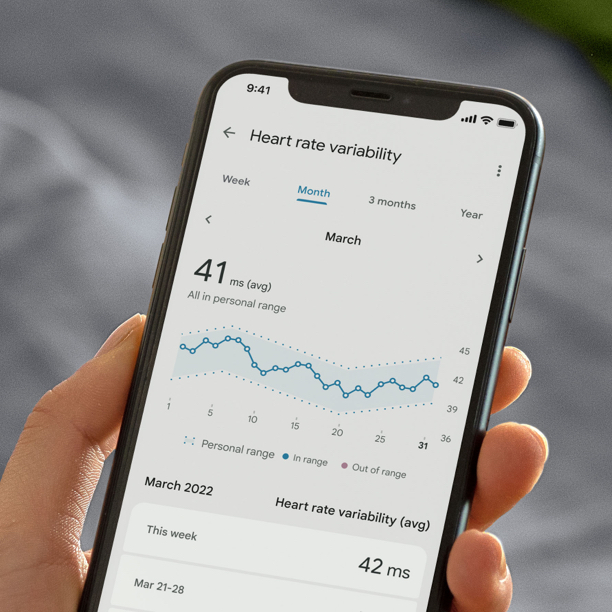 9:41
Heart rate variability
Week Month 3 months Year
March
41 ms (avg)
All in personal range
45
42
39
36
1 5 10 15 20 25 31
Personal range In range Out of range
March 2022 Heart rate variability (avg)
This week 42 ms
Mar 21-28